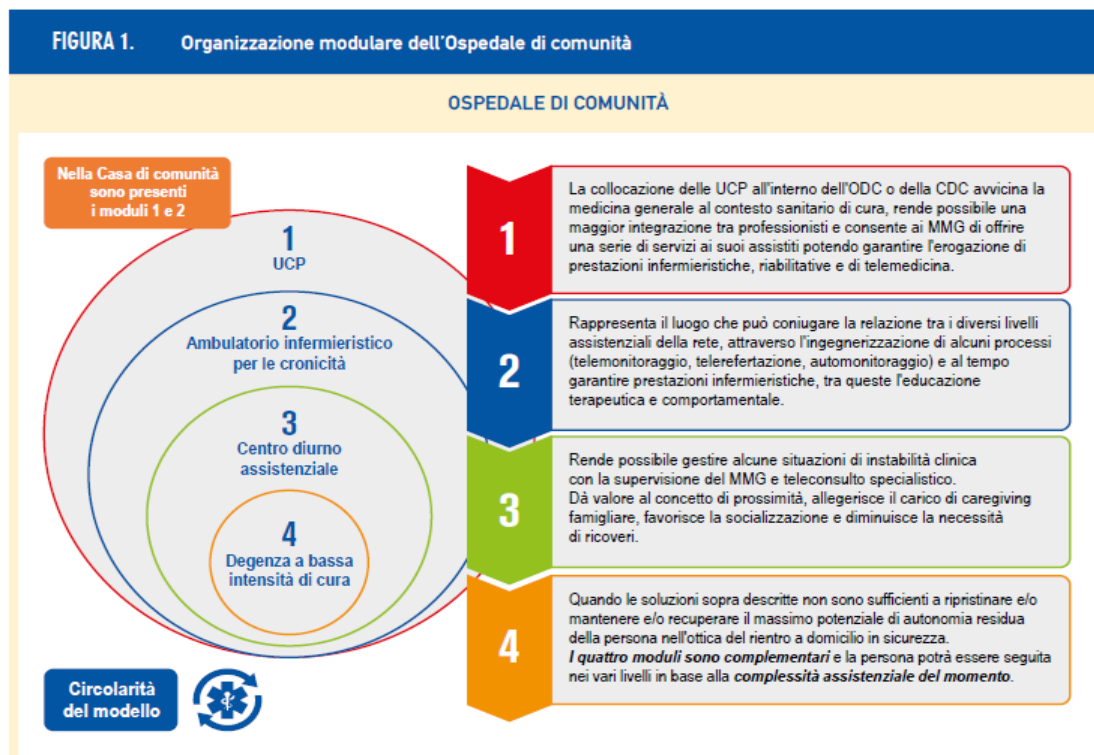 FIGURA 1. Organizzazione modulare dell'Ospedale di comunità
OSPEDALE DI COMUNITÀ
Nella Casa di comunità
sono presenti
i moduli 1 e 2
1
UCP
2
Ambulatorio infermieristico
per le cronicità
3
Centro diurno
assistenziale
4
Degenza a bassa
intensità di cura
Circolarità
del modello
1
La collocazione delle UCP all'interno dell'ODC o della CDC avvicina la
medicina generale al contesto sanitario di cura, rende possibile una
maggior integrazione tra professionisti e consente ai MMG di offrire
una serie di servizi ai suoi assistiti potendo garantire l'erogazione di
prestazioni infermieristiche, riabilitative e di telemedicina.
2
Rappresenta il luogo che può coniugare la relazione tra i diversi livelli
assistenziali della rete, attraverso l'ingegnerizzazione di alcuni processi
(telemonitoraggio, telerefertazione, automonitoraggio) e al tempo
garantire prestazioni infermieristiche, tra queste l'educazione
terapeutica e comportamentale.
3
Rende possibile gestire alcune situazioni di instabilità clinica
con la supervisione del MMG e teleconsulto specialistico.
Dà valore al concetto di prossimità, allegerisce il carico di caregiving
famigliare, favorisce la socializzazione e diminuisce la necessità
di ricoveri.
4
Quando le soluzioni sopra descritte non sono sufficienti a ripristinare e/o
mantenere e/o recuperare il massimo potenziale di autonomia residua
della persona nell'ottica del rientro a domicilio in sicurezza.
I quattro moduli sono complementari e la persona potrà essere seguita
nei vari livelli in base alla complessità assistenziale del momento.